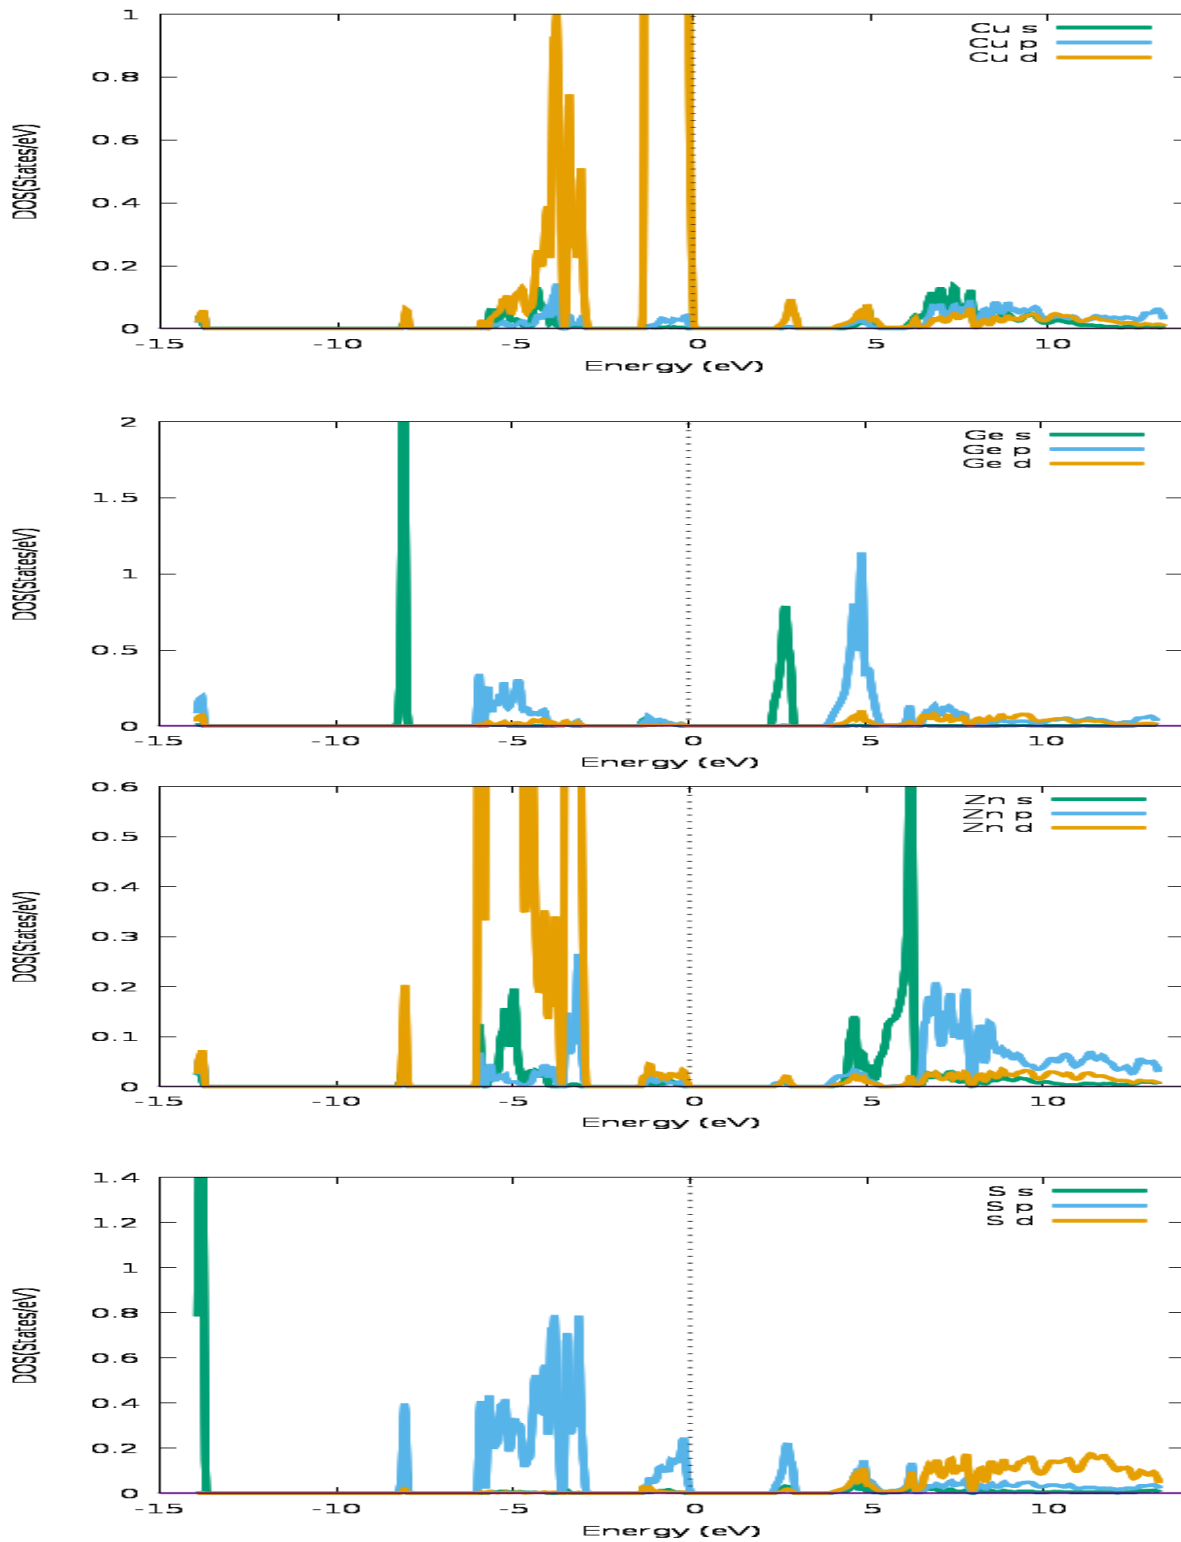 1
Cu s
Cu p
Cu d
0.8
0.6
0.4
0.2
0
DOS(States/eV)
-15 -10 -5 0 5 10
Energy (eV)
2
Ge s
Ge p
Ge d
1.5
1
0.5
0
DOS(States/eV)
-15 -10 -5 0 5 10
Energy (eV)
0.6
Zn s
Zn p
Zn d
0.5
0.4
0.3
0.2
0.1
0
DOS(States/eV)
-15 -10 -5 0 5 10
Energy (eV)
1.4
S s
S p
S d
1.2
1
0.8
0.6
0.4
0.2
0
DOS(States/eV)
-15 -10 -5 0 5 10
Energy (eV)